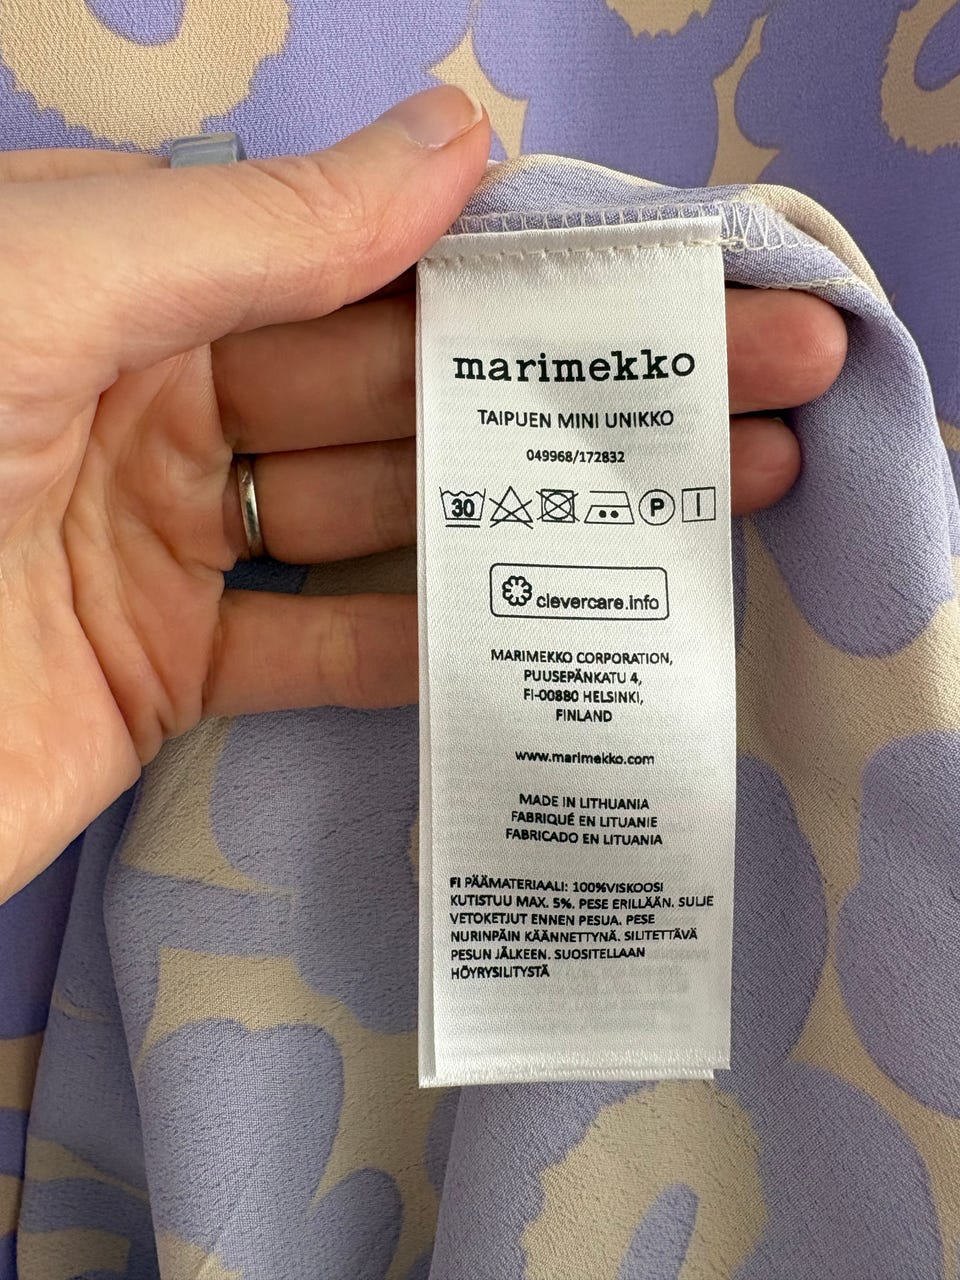 marimekko
TAIPUEN MINI UNIKKO
049968/172832
30 P
clevercare.info
MARIMEKKO CORPORATION,
PUUSEPÄNKATU 4,
FI-00880 HELSINKI,
FINLAND
www.marimekko.com
MADE IN LITHUANIA
FABRIQUÉ EN LITUANIE
FABRICADO EN LITUANIA
FI PÄÄMATERIAALI: 100%VISKOOSI
KUTISTUU MAX. 5%. PESE ERILLÄÄN. SULJE
VETOKETJUT ENNEN PESUA. PESE
NURINPÄIN KÄÄNNETTYNÄ. SILITETTÄVÄ
PESUN JÄLKEEN. SUOSITELLAAN
HÖYRYSILITYSTÄ